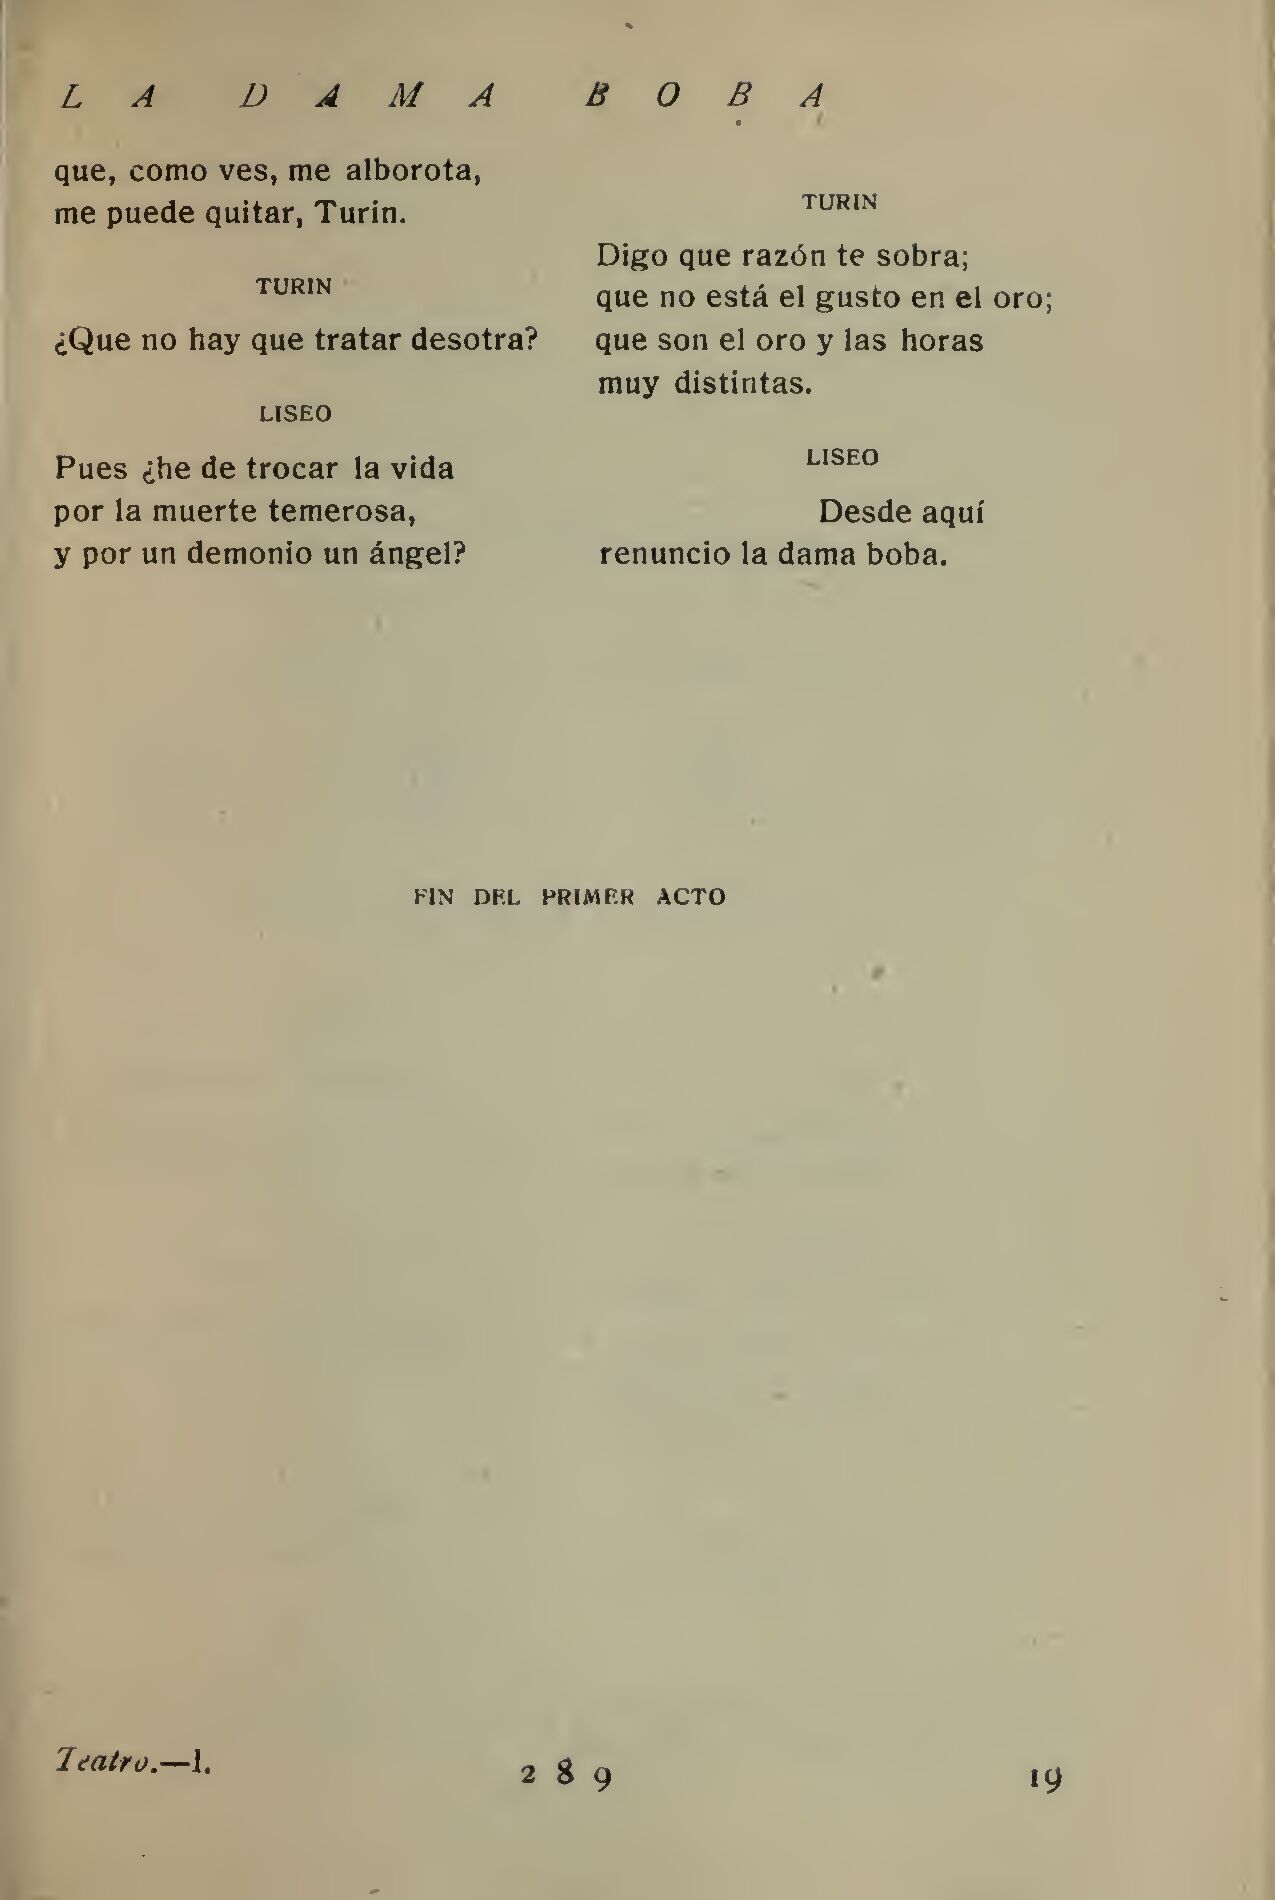 LA DAMA BOBA
que, como ves, me alborota,
me puede quitar, Turin.
TURIN
¿Que no hay que tratar desotra?
LISEO
Pues ¿he de trocar la vida
por la muerte temerosa,
y por un demonio un ángel?
TURIN
Digo que razón te sobra;
que no está el gusto en el oro;
que son el oro y las horas
muy distintas.
LISEO
Desde aquí
renuncio la dama boba.
FIN DEL PRIMER ACTO
Teatro.—I.
289
19